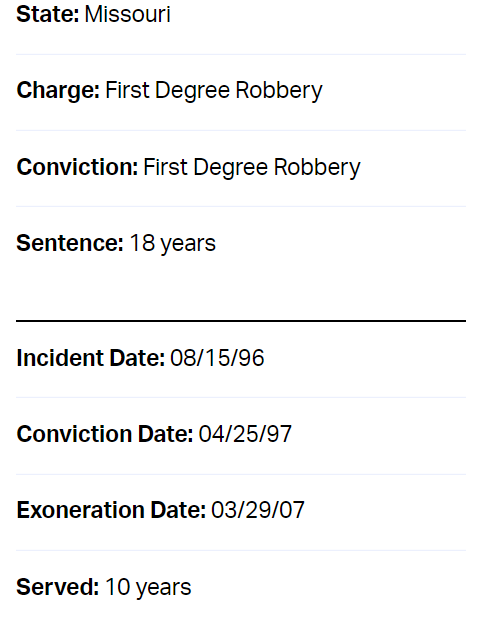 State: Missouri
Charge: First Degree Robbery
Conviction: First Degree Robbery
Sentence: 18 years
Incident Date: 08/15/96
Conviction Date: 04/25/97
Exoneration Date: 03/29/07
Served: 10 years